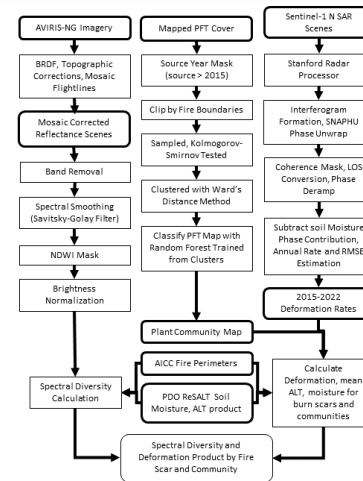 AVIRIS-NG Imagery
BRDF, Topographic
Corrections, Mosaic
Flightlines
Mosaic Corrected
Reflectance Scenes
Band Removal
Spectral Smoothing
(Savitsky-Golay Filter)
NDWI Mask
Brightness
Normalization
Spectral Diversity
Calculation
Mapped PFT Cover
Source Year Mask
(source > 2015)
Clip by Fire Boundaries
Sampled, Kolmogorov-
Smirnov Tested
Clustered with Ward's
Distance Method
Classify PFT Map with
Random Forest Trained
from Clusters
Plant Community Map
AICC Fire Perimeters
PDO ReSALT Soil
Moisture, ALT product
Sentinel-1 N SAR
Scenes
Stanford Radar
Processor
Interferogram
Formation, SNAPHU
Phase Unwrap
Coherence Mask, LOS
Conversion, Phase
Deramp
Subtract soil Moisture
Phase Contribution,
Annual Rate and RMSE
Estimation
2015-2022
Deformation Rates
Calculate
Deformation, mean
ALT, moisture for
burn scars and
communities
Spectral Diversity and
Deformation Product by Fire
Scar and Community